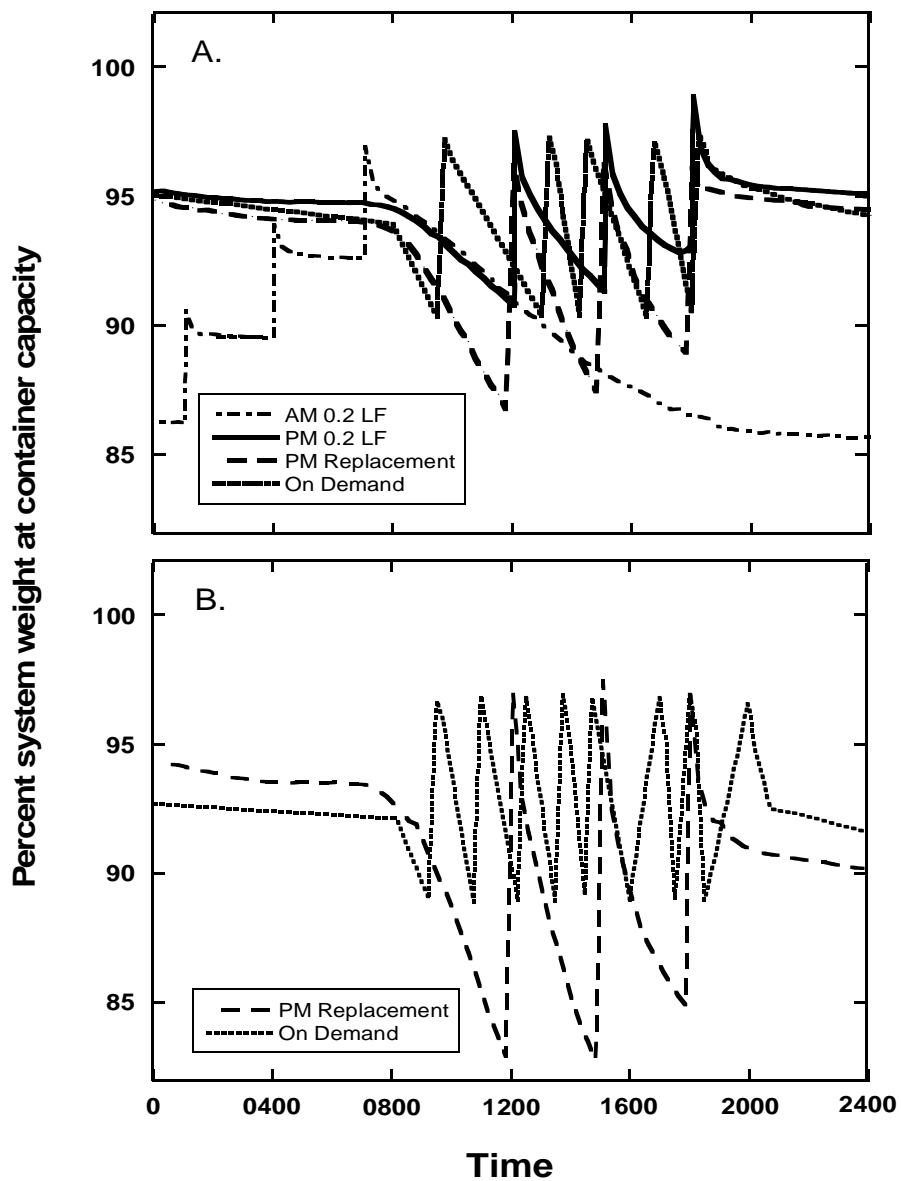 Percent system weight at container capacity
A.
100
95
90
85
AM 0.2 LF
PM 0.2 LF
PM Replacement
On Demand
B.
100
95
90
85
PM Replacement
On Demand
0 0400 0800 1200 1600 2000 2400
Time